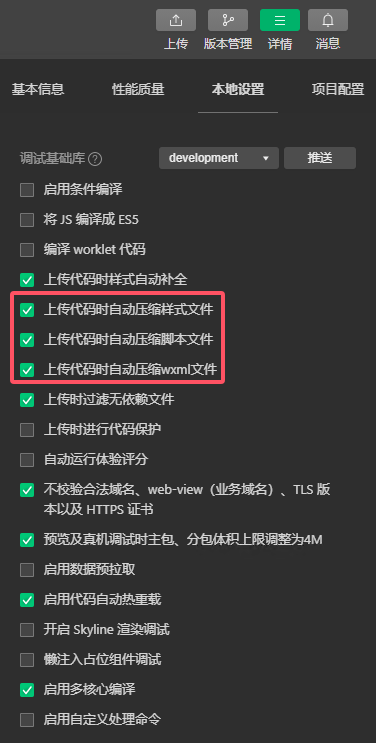 上传 版本管理 详情 消息
基本信息 性能质量 本地设置 项目配置
调试基础库 ? development 推送
启用条件编译
将 JS 编译成 ES5
编译 worklet 代码
上传代码时样式自动补全
上传代码时自动压缩样式文件
上传代码时自动压缩脚本文件
上传代码时自动压缩wxml文件
上传时过滤无依赖文件
上传时进行代码保护
自动运行体验评分
不校验合法域名、web-view（业务域名）、TLS 版
本以及 HTTPS 证书
预览及真机调试时主包、分包体积上限调整为4M
启用数据预拉取
启用代码自动热重载
开启 Skyline 渲染调试
懒注入占位组件调试
启用多核心编译
启用自定义处理命令